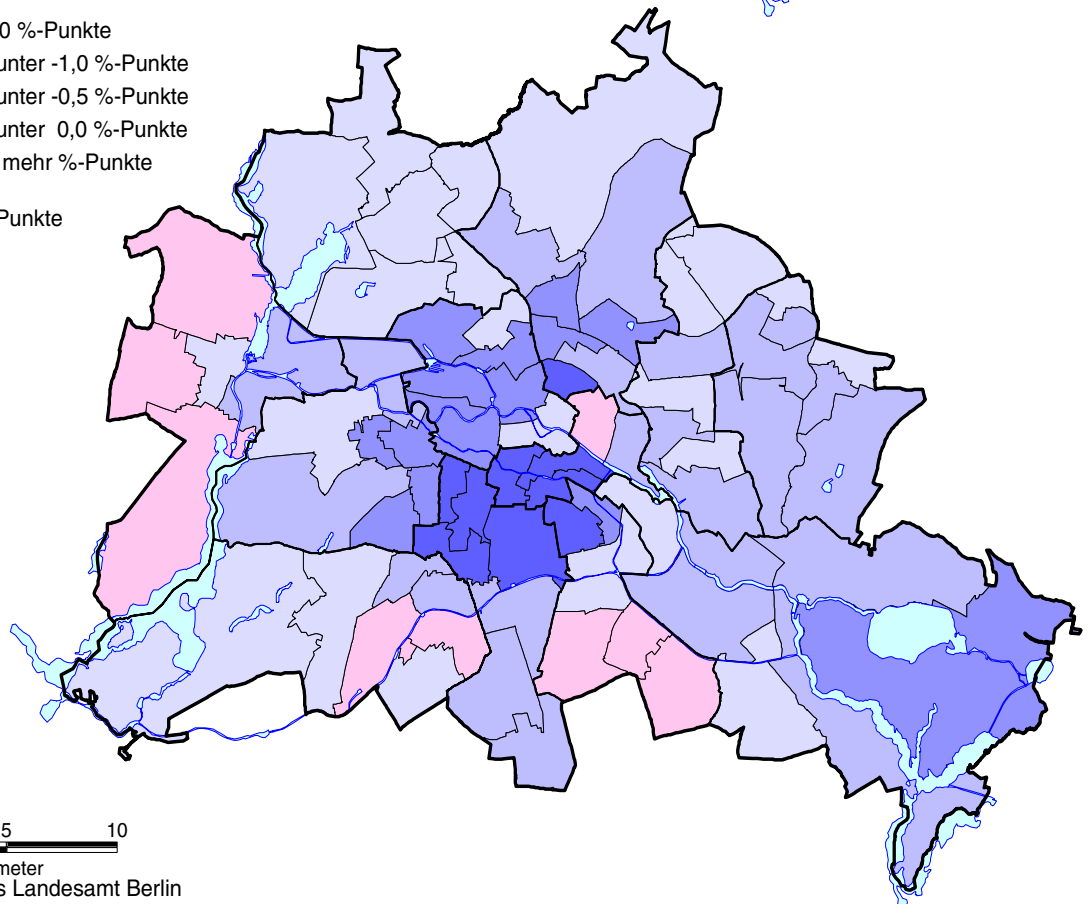 0 %-Punkte
unter -1,0 %-Punkte
unter -0,5 %-Punkte
unter 0,0 %-Punkte
mehr %-Punkte
Punkte
5 10
meter
s Landesamt Berlin